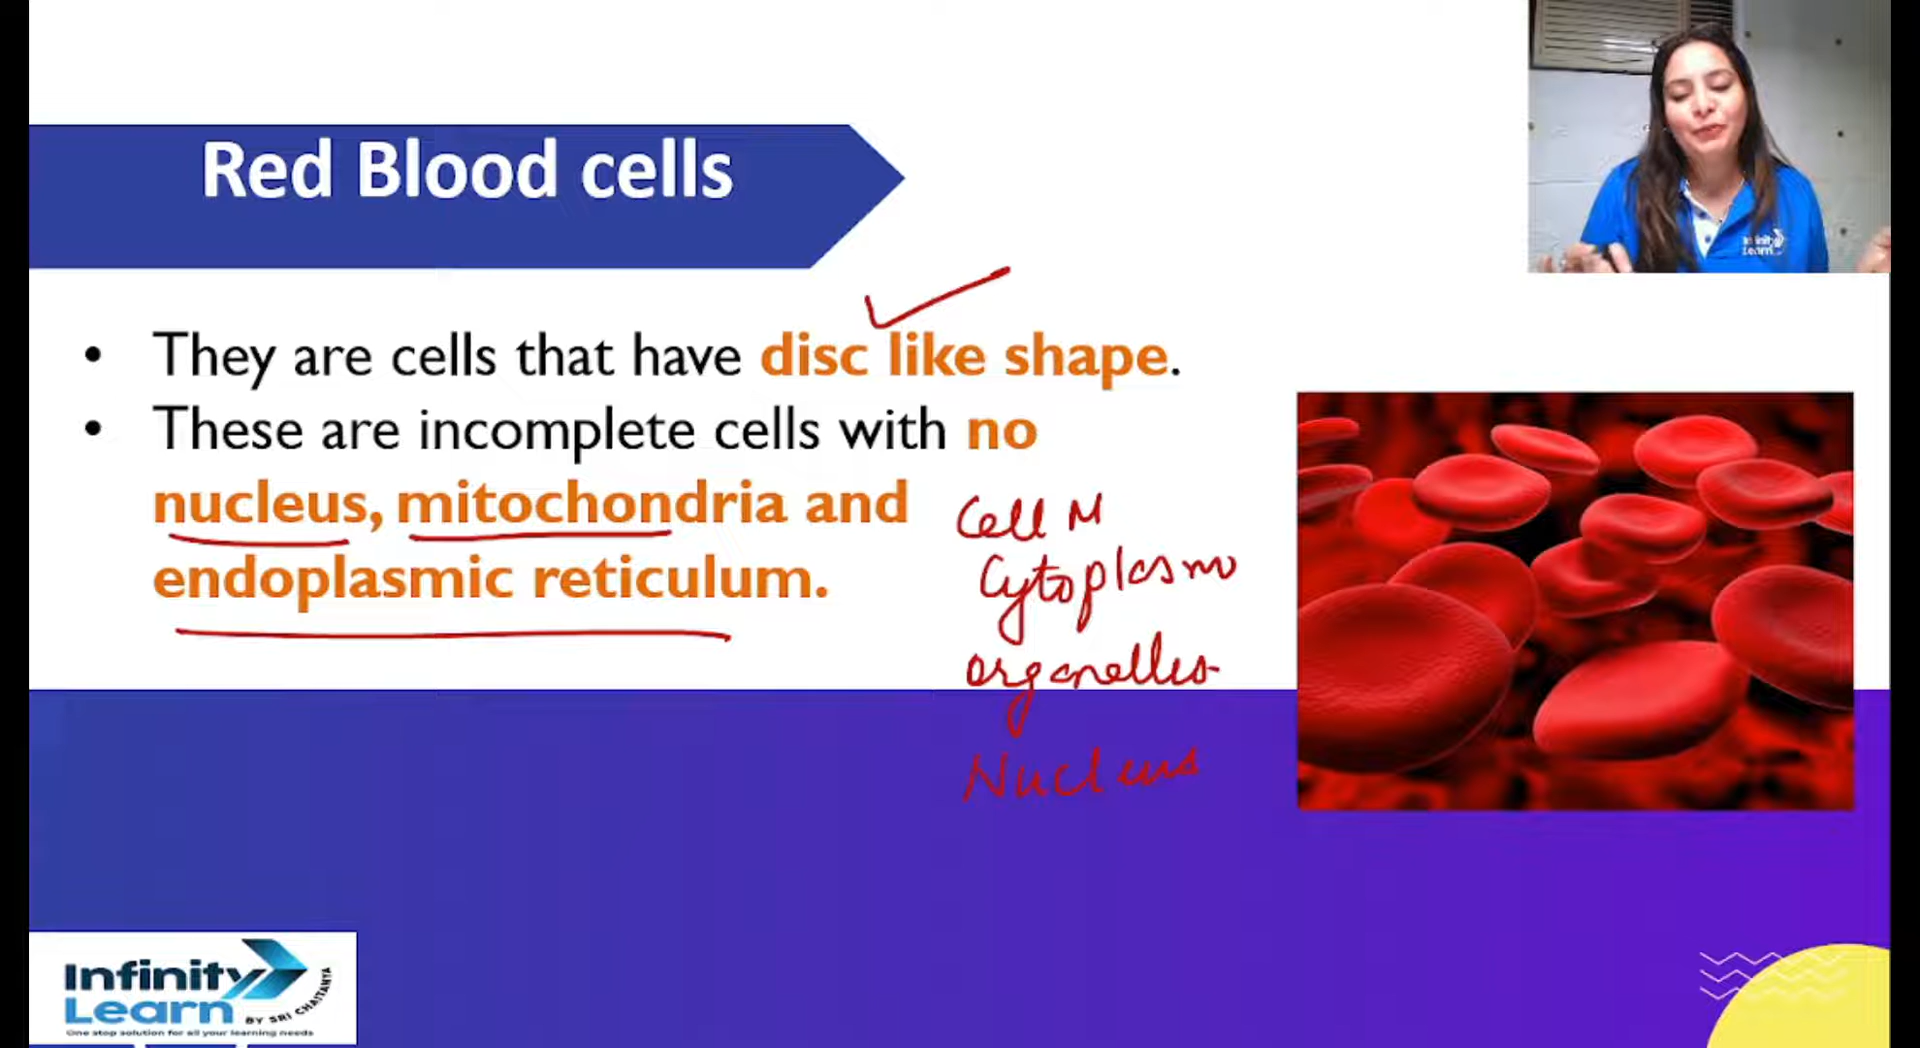 Red Blood cells
• They are cells that have disc like shape.
• These are incomplete cells with no
nucleus, mitochondria and
endoplasmic reticulum.
Cell M
Cytoplasm
organelles
Nucleus
Infinity
Learn
BY SRI CHAITANYA
One stop solution for all your learning needs
Infinity
Learn